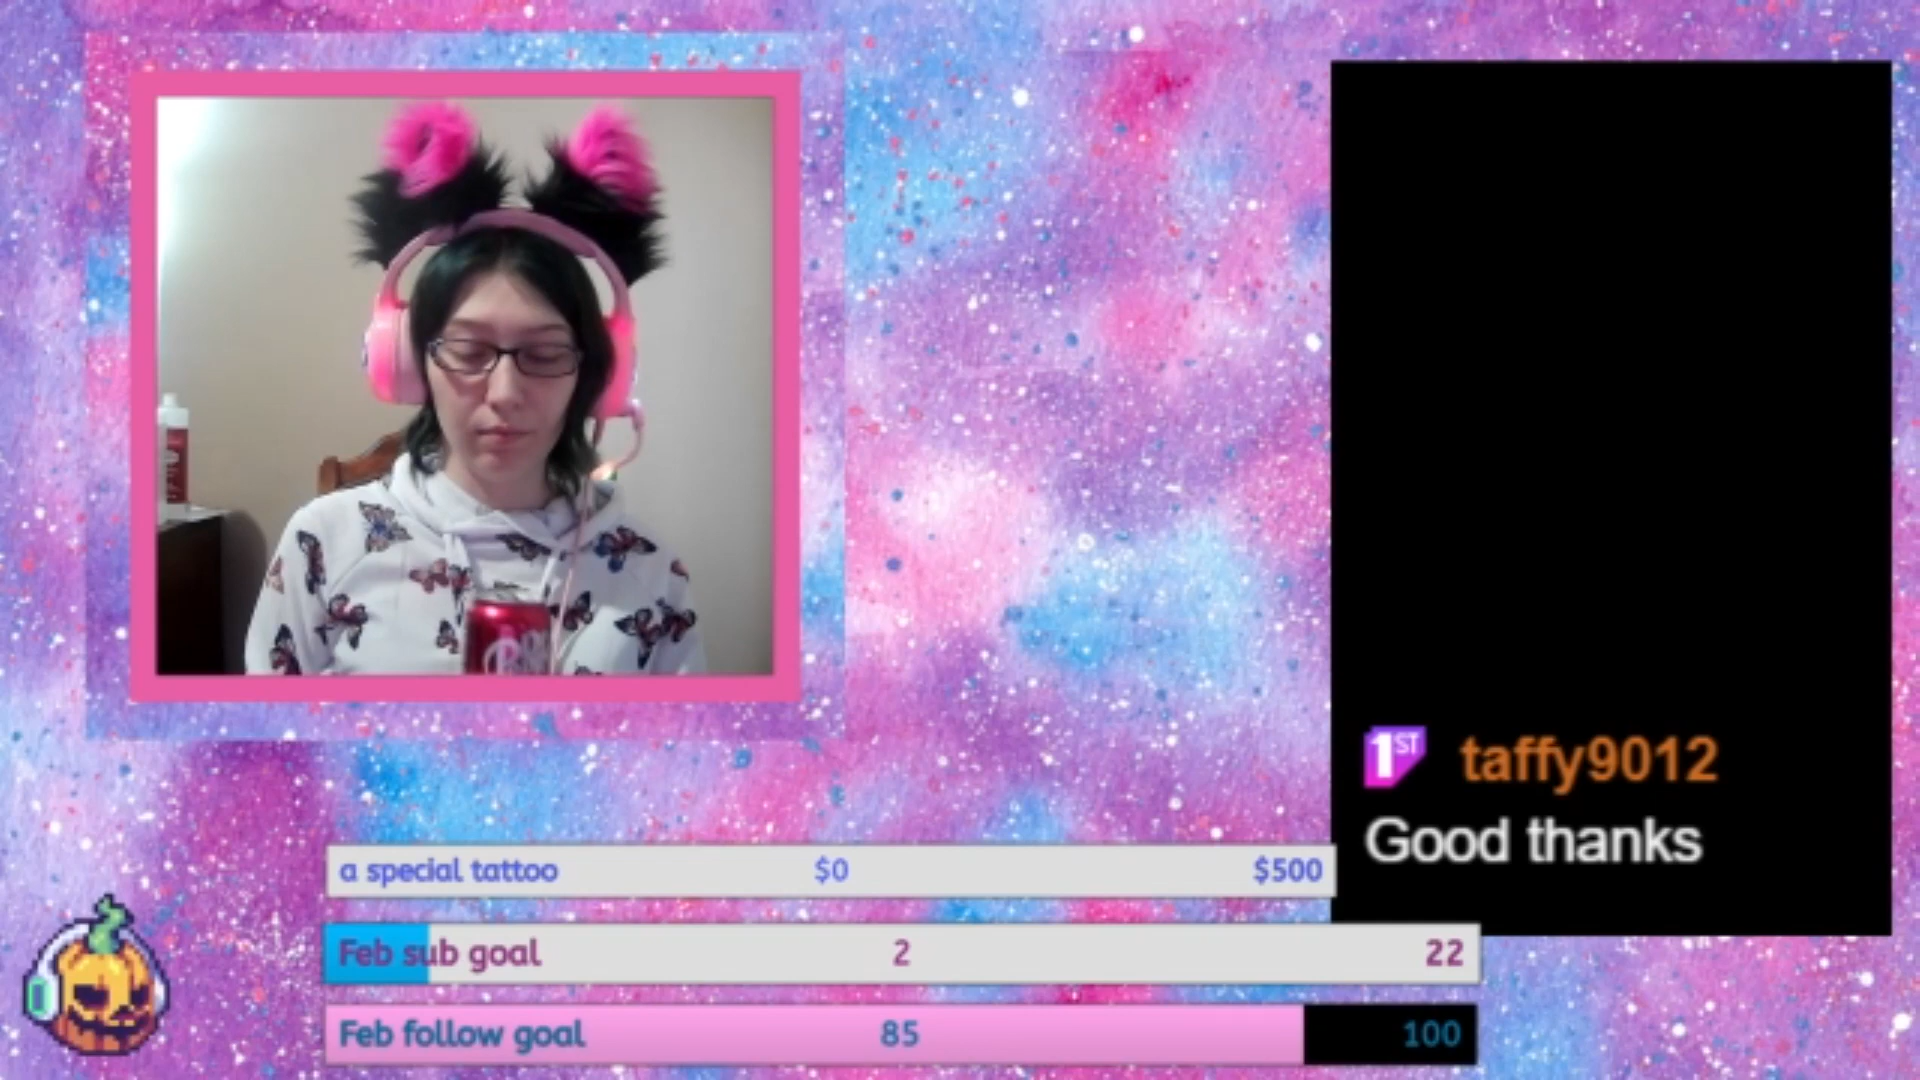 1ST taffy9012
Good thanks
a special tattoo $0 $500
Feb sub goal 2 22
Feb follow goal 85 100